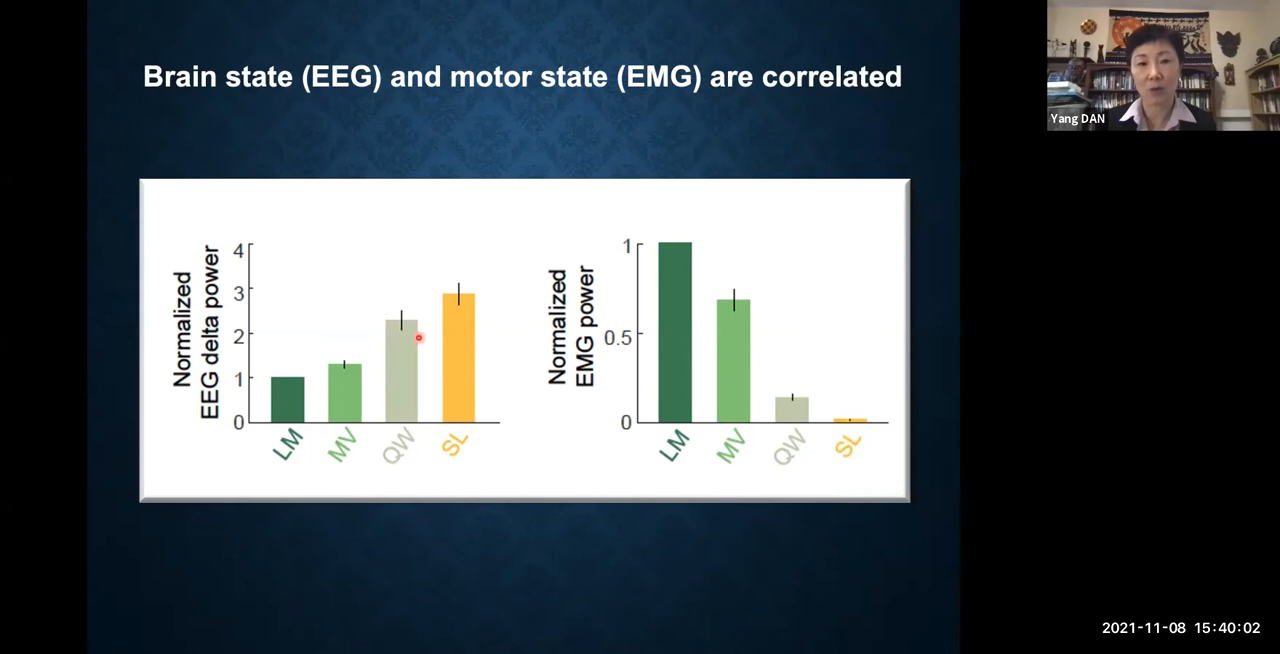 Brain state (EEG) and motor state (EMG) are correlated
Yang DAN
Normalized
EEG delta power
4
3
2
1
0
LM
MV
QW
SL
Normalized
EMG power
1
0.5
0
LM
MV
QW
SL
2021-11-08 15:40:02